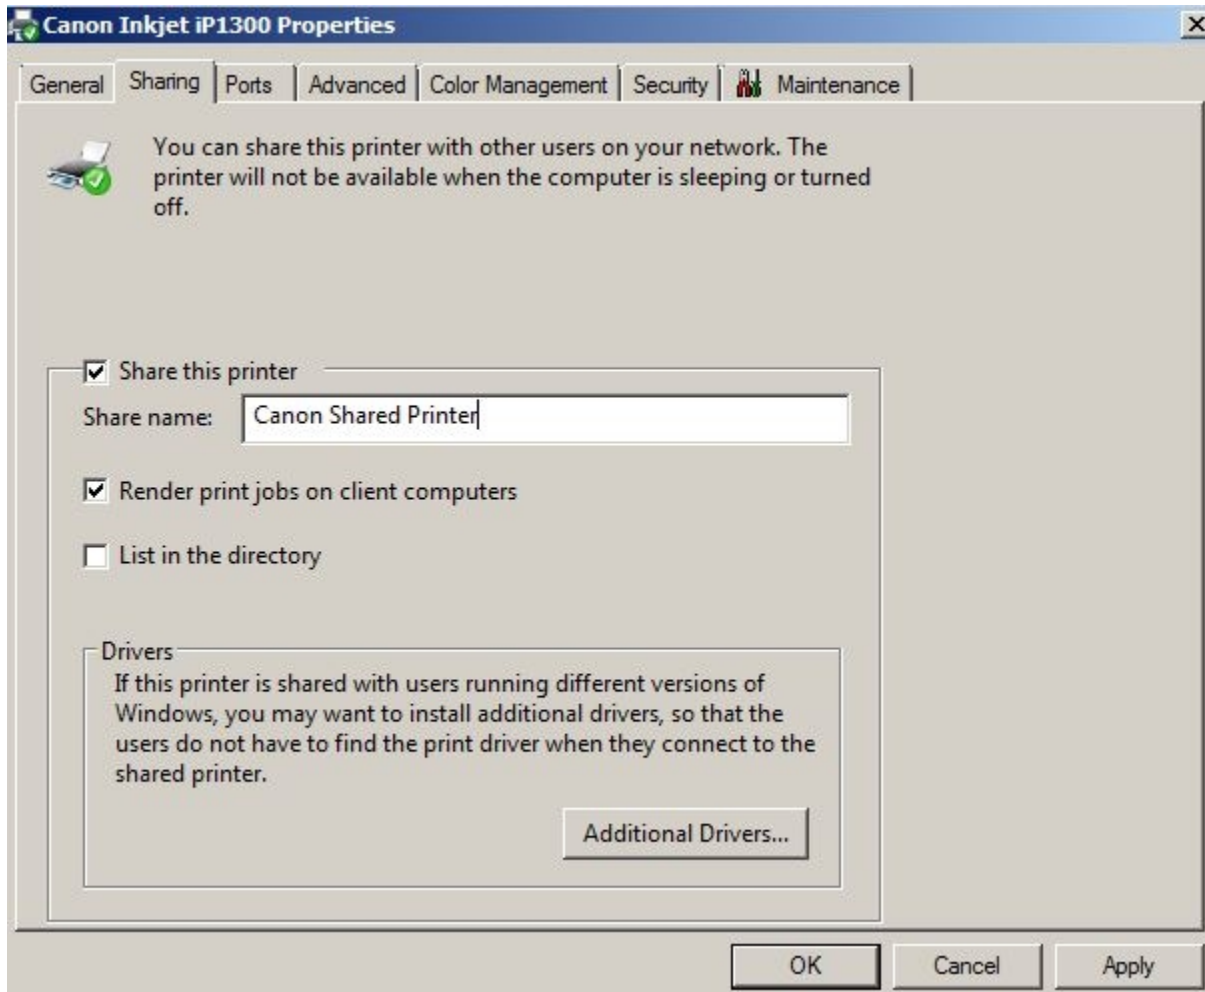 Canon Inkjet iP1300 Properties
General Sharing Ports Advanced Color Management Security Maintenance
You can share this printer with other users on your network. The
printer will not be available when the computer is sleeping or turned
off.
Share this printer
Share name: Canon Shared Printer
Render print jobs on client computers
List in the directory
Drivers
If this printer is shared with users running different versions of
Windows, you may want to install additional drivers, so that the
users do not have to find the print driver when they connect to the
shared printer.
Additional Drivers...
OK Cancel Apply